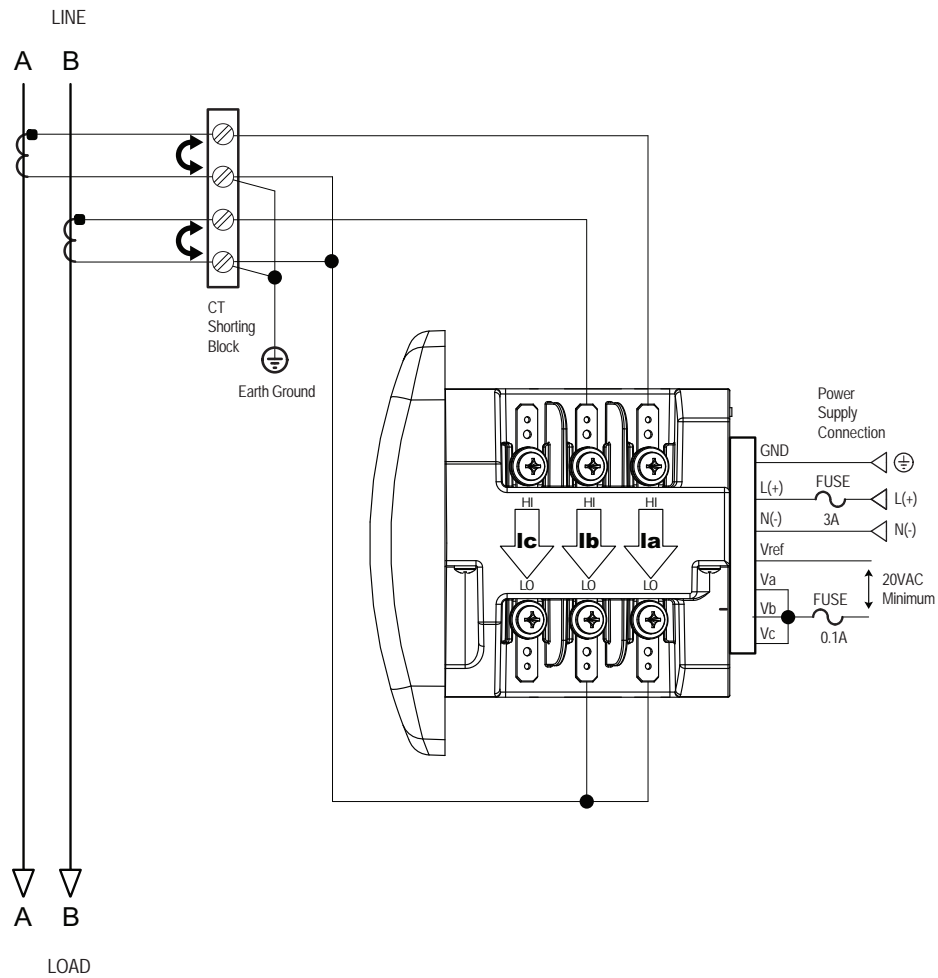 LINE
A B
CT
Shorting
Block
Earth Ground
Power
Supply
Connection
GND
L(+)
FUSE
3A
L(+)
N(-)
N(-)
Vref
Va
Vb
Vc
FUSE
0.1A
20VAC
Minimum
HI HI HI
Ic Ib Ia
LO LO LO
A B
LOAD